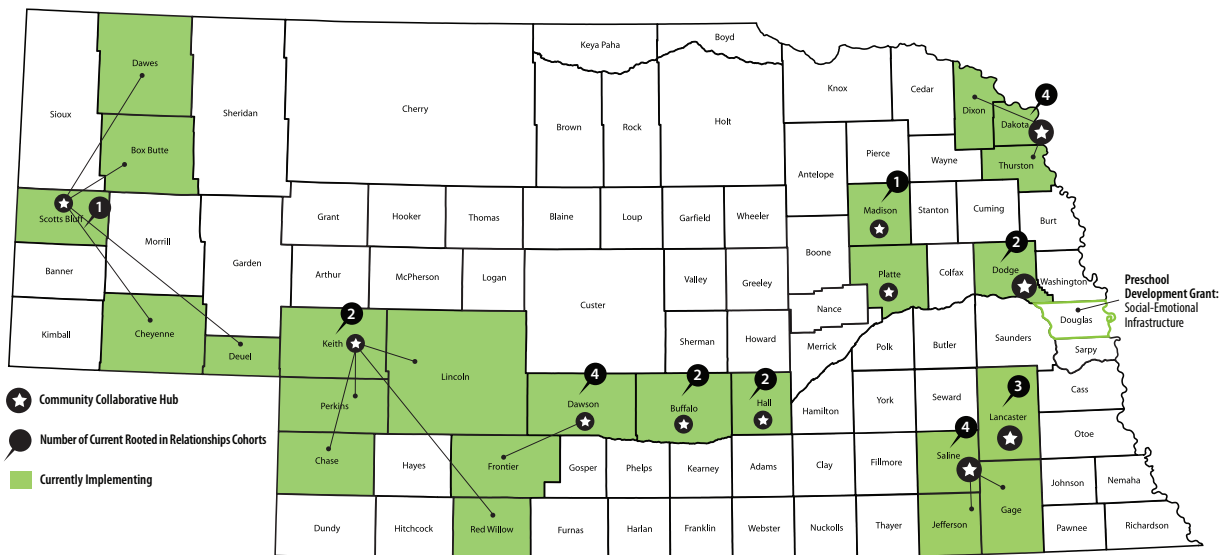 Boyd
Keya Paha
Dawes
Knox
Cedar
Cherry
Sioux
Sheridan
Dixon
4
Holt
Brown
Rock
Dakota
Box Butte
Pierce
Wayne
Thurston
Antelope
1
1
Madison
Stanton
Cuming
Scotts Bluff
Grant
Hooker
Thomas
Blaine
Loup
Garfield
Wheeler
Burt
Morrill
2
Boone
Garden
Banner
Arthur
McPherson
Logan
Valley
Greeley
Platte
Colfax
Dodge
Washington
Preschool
Development Grant:
Social-Emotional
Infrastructure
Custer
Nance
Douglas
Kimball
Cheyenne
2
Keith
Sherman
Howard
Merrick
Polk
Butler
Saunders
Sarpy
Deuel
Lincoln
4
2
2
3
Cass
Community Collaborative Hub
Perkins
Dawson
Buffalo
Hall
Hamilton
York
Seward
Lancaster
4
Otoe
Number of Current Rooted in Relationships Cohorts
Chase
Hayes
Frontier
Gosper
Phelps
Kearney
Adams
Clay
Fillmore
Saline
Currently Implementing
Johnson
Nemaha
Dundy
Hitchcock
Red Willow
Furnas
Harlan
Franklin
Webster
Nuckolls
Thayer
Jefferson
Gage
Pawnee
Richardson